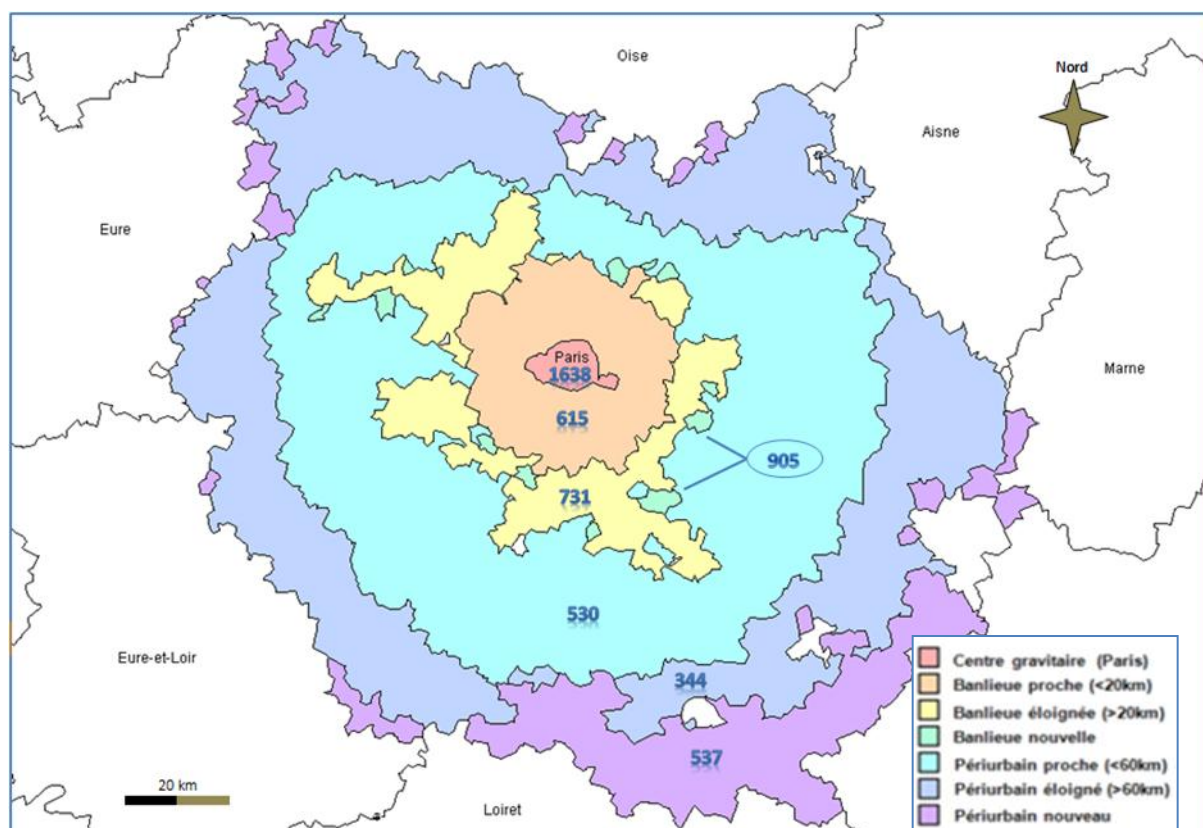 Oise
Nord
Aisne
Eure
Paris
1638
Marne
615
905
731
530
Eure-et-Loir
344
537
20 km
Loiret
Centre gravitaire (Paris)
Banlieue proche (<20km)
Banlieue éloignée (>20km)
Banlieue nouvelle
Périurbain proche (<60km)
Périurbain éloigné (>60km)
Périurbain nouveau